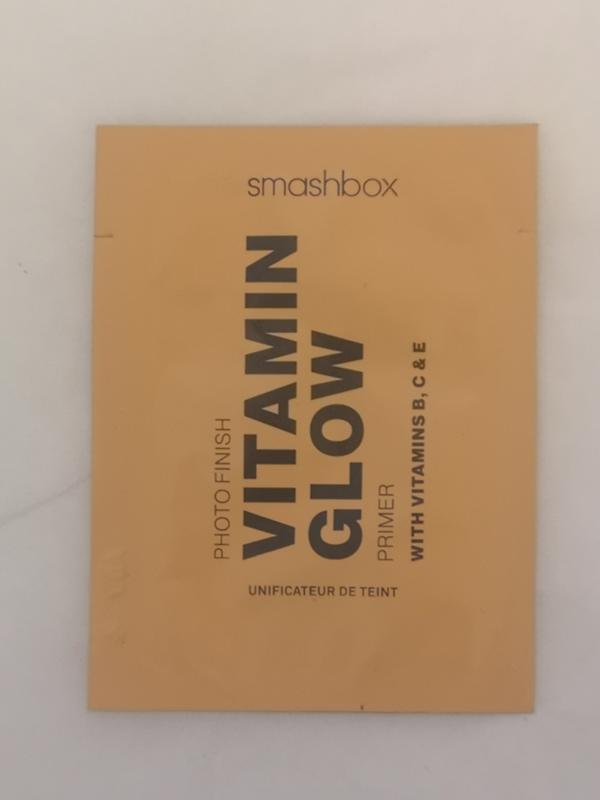 smashbox
PHOTO FINISH
VITAMIN
GLOW
PRIMER
WITH VITAMINS B, C & E
UNIFICATEUR DE TEINT